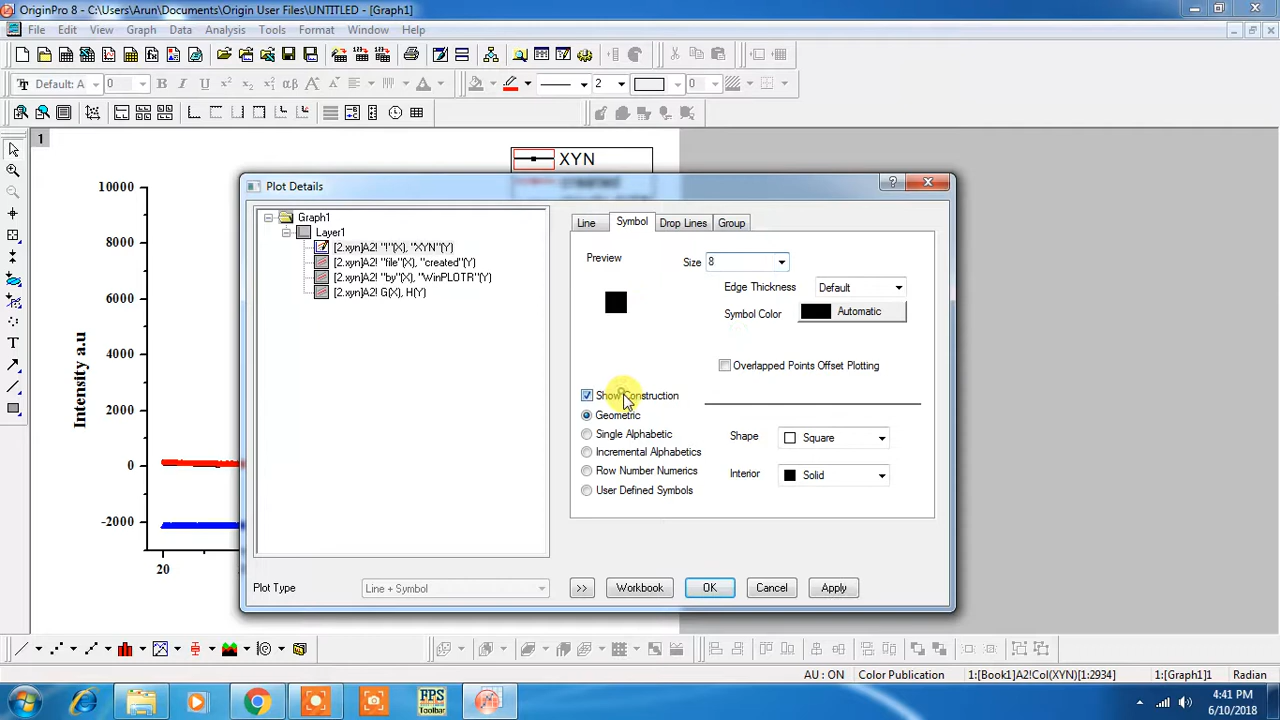 OriginPro 8 - C:\Users\Arun\Documents\Origin User Files\UNTITLED - [Graph1]
File Edit View Graph Data Analysis Tools Format Window Help
Default: A 0 B I U x² x₂ αβ A A 2 0
1
XYN
created
10000
8000
6000
4000
2000
0
-2000
20
Intensity a.u
Plot Details
Graph1
Layer1
[2.xyn]A2! "!"(X), "XYN"(Y)
[2.xyn]A2! "file"(X), "created"(Y)
[2.xyn]A2! "by"(X), "WinPLOTR"(Y)
[2.xyn]A2! G(X), H(Y)
Line Symbol Drop Lines Group
Preview
Size 8
Edge Thickness Default
Symbol Color Automatic
Overlapped Points Offset Plotting
Show Construction
Geometric
Single Alphabetic
Incremental Alphabetics
Row Number Numerics
User Defined Symbols
Shape Square
Interior Solid
Plot Type Line + Symbol >> Workbook OK Cancel Apply
AU : ON Color Publication 1:[Book1]A2!Col(XYN)[1:2934] 1:[Graph1]1 Radian
FPS
Toolbar
4:41 PM
6/10/2018